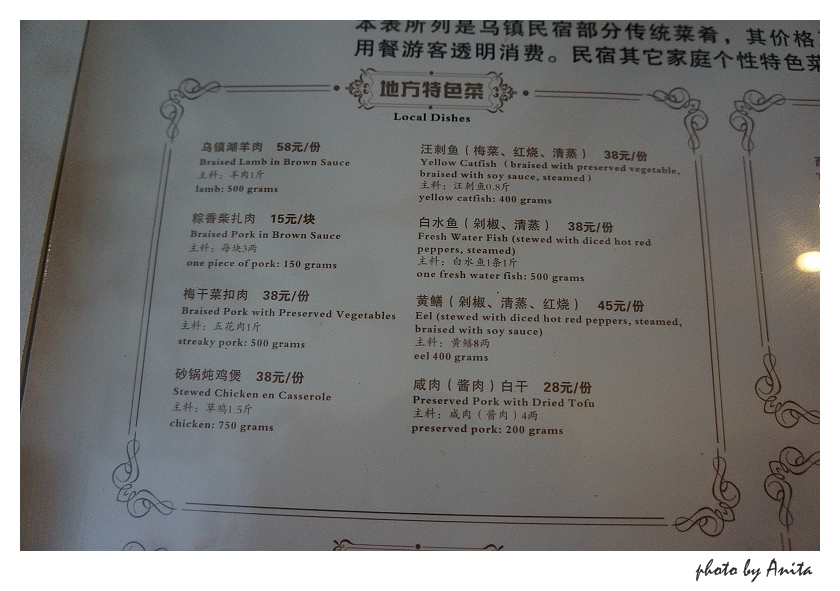 本表所列是乌镇民宿部分传统菜肴，其价格
用餐游客透明消费。民宿其它家庭个性特色菜
地方特色菜
Local Dishes
乌镇湖羊肉 58元/份
Braised Lamb in Brown Sauce
主料：羊肉1斤
lamb: 500 grams
粽香柴扎肉 15元/块
Braised Pork in Brown Sauce
主料：每块3两
one piece of pork: 150 grams
梅干菜扣肉 38元/份
Braised Pork with Preserved Vegetables
主料：五花肉1斤
streaky pork: 500 grams
砂锅炖鸡煲 38元/份
Stewed Chicken en Casserole
主料：草鸡1.5斤
chicken: 750 grams
汪刺鱼（梅菜、红烧、清蒸） 38元/份
Yellow Catfish (braised with preserved vegetable,
braised with soy sauce, steamed)
主料：汪刺鱼0.8斤
yellow catfish: 400 grams
白水鱼（剁椒、清蒸） 38元/份
Fresh Water Fish (stewed with diced hot red
peppers, steamed)
主料：白水鱼1条1斤
one fresh water fish: 500 grams
黄鳝（剁椒、清蒸、红烧） 45元/份
Eel (stewed with diced hot red peppers, steamed,
braised with soy sauce)
主料：黄鳝8两
eel 400 grams
咸肉（酱肉）白干 28元/份
Preserved Pork with Dried Tofu
主料：咸肉（酱肉）4两
preserved pork: 200 grams
photo by Anita